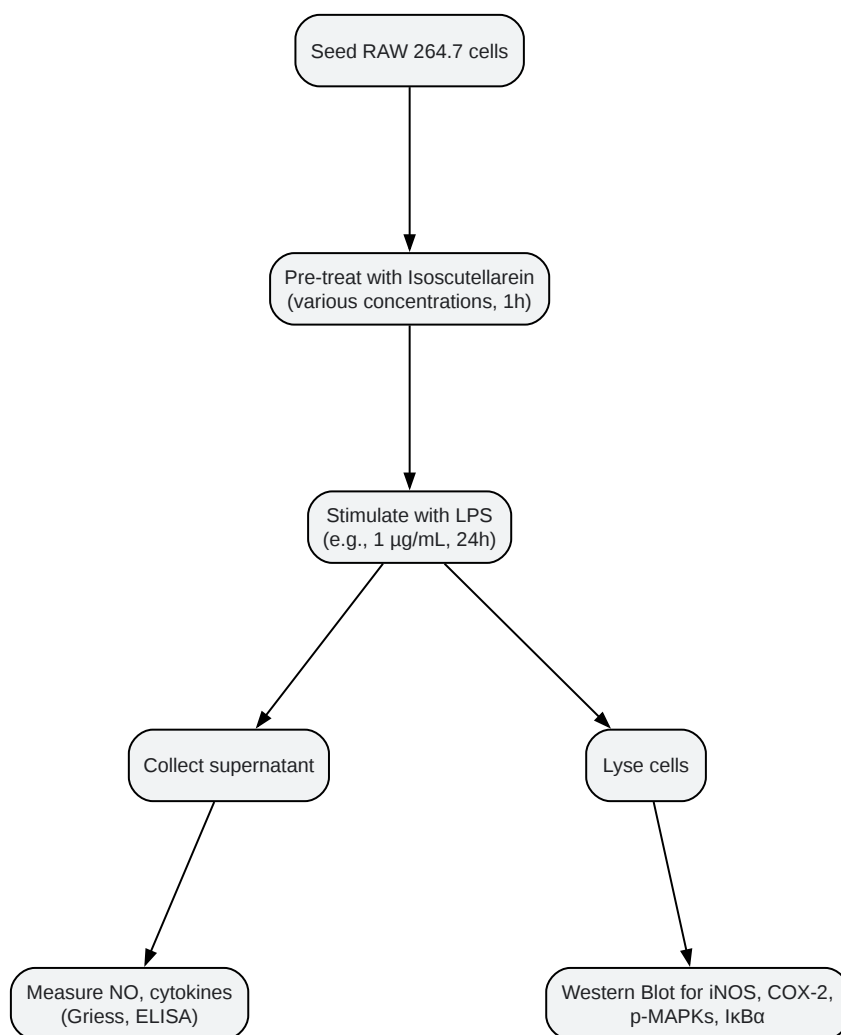 Seed RAW 264.7 cells
Pre-treat with Isoscutellarein
(various concentrations, 1h)
Stimulate with LPS
(e.g., 1 µg/mL, 24h)
Collect supernatant
Lyse cells
Measure NO, cytokines
(Griess, ELISA)
Western Blot for iNOS, COX-2,
p-MAPKs, IκBα